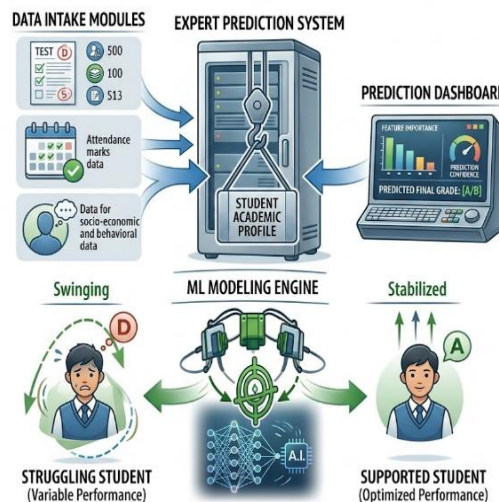 DATA INTAKE MODULES
EXPERT PREDICTION SYSTEM
TEST
D
500
100
5
513
Attendance
marks
data
Data for
socio-economic
and behavioral
data
STUDENT
ACADEMIC
PROFILE
PREDICTION DASHBOARD
FEATURE IMPORTANCE
PREDICTION
CONFIDENCE
PREDICTED FINAL GRADE: [A/B]
Swinging
ML MODELING ENGINE
Stabilized
D
A
A.I.
STRUGGLING STUDENT
(Variable Performance)
SUPPORTED STUDENT
(Optimized Performance)